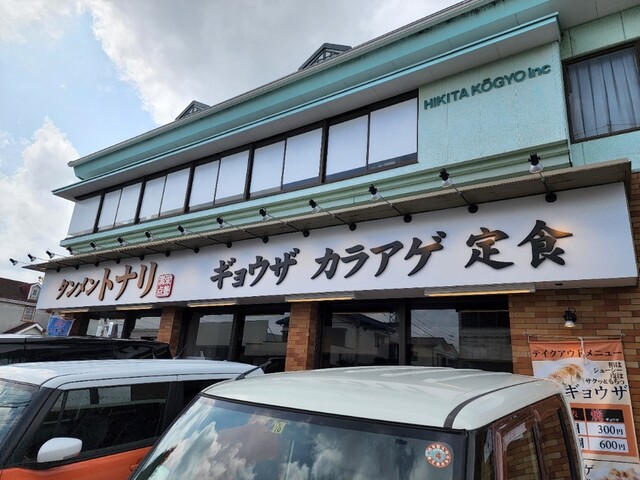 HIKITA KŌGYO Inc
タンメントナリ
ギョウザ カラアゲ 定食
テイクアウトメニュー
ギョウザ
300円
600円